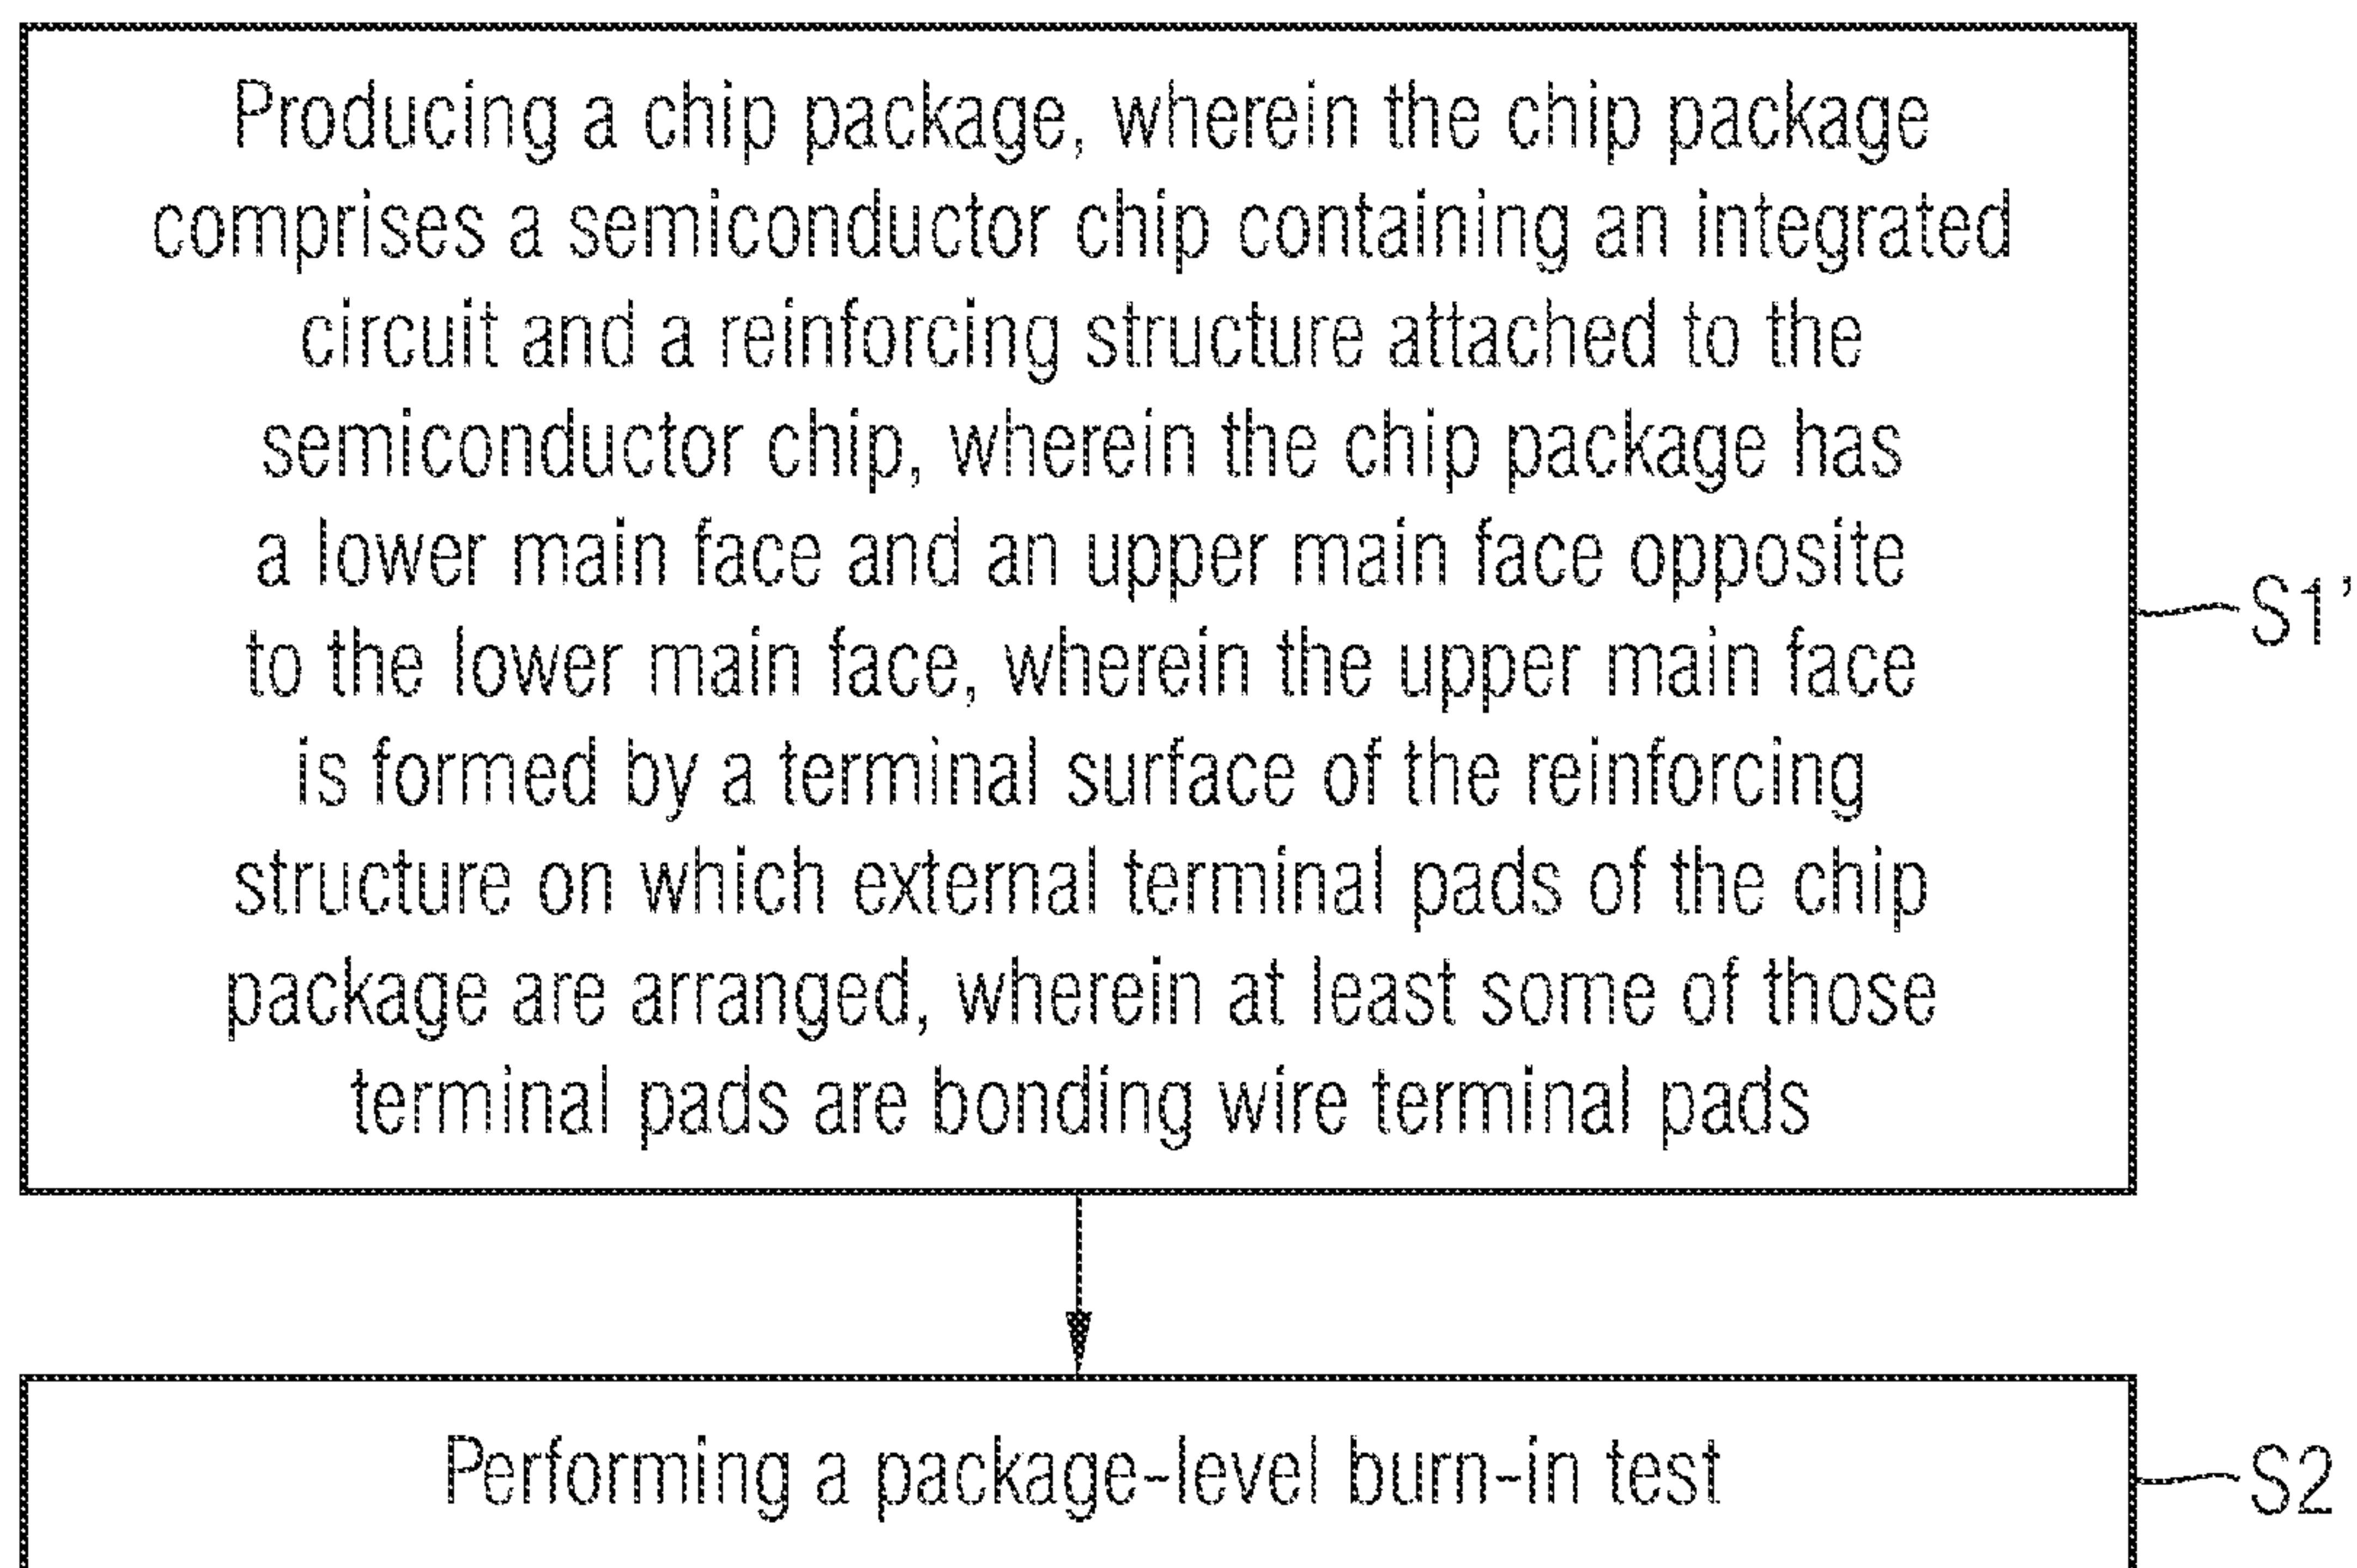 Producing a chip package, wherein the chip package
comprises a semiconductor chip containing an integrated
circuit and a reinforcing structure attached to the
semiconductor chip, wherein the chip package has
a lower main face and an upper main face opposite
to the lower main face, wherein the upper main face
is formed by a terminal surface of the reinforcing
structure on which external terminal pads of the chip
package are arranged, wherein at least some of those
terminal pads are bonding wire terminal pads
S1’
Performing a package-level burn-in test
S2